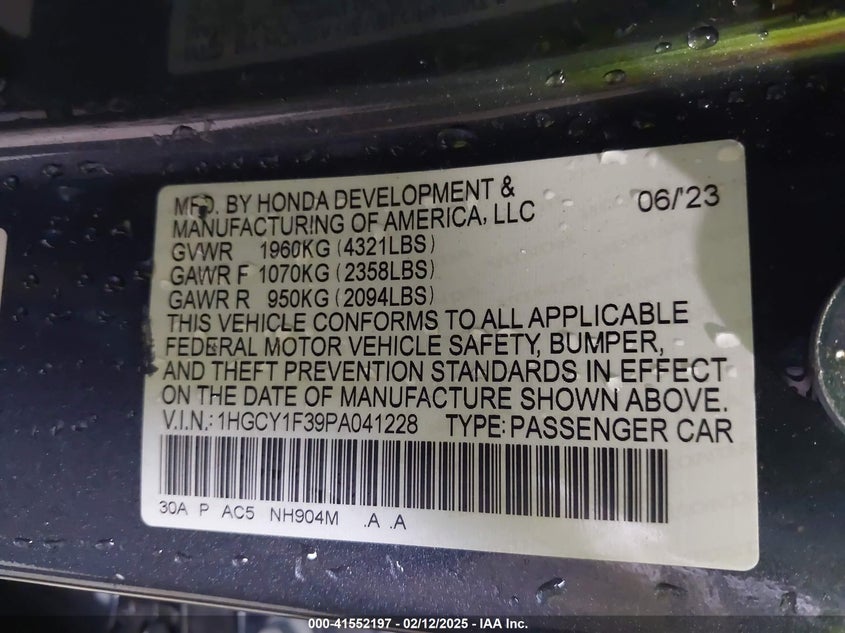 MFD. BY HONDA DEVELOPMENT & 06/'23
MANUFACTURING OF AMERICA, LLC
GVWR 1960KG (4321LBS)
GAWR F 1070KG (2358LBS)
GAWR R 950KG (2094LBS)
THIS VEHICLE CONFORMS TO ALL APPLICABLE
FEDERAL MOTOR VEHICLE SAFETY, BUMPER,
AND THEFT PREVENTION STANDARDS IN EFFECT
ON THE DATE OF MANUFACTURE SHOWN ABOVE.
V.I.N.: 1HGCY1F39PA041228 TYPE: PASSENGER CAR
30A P AC5 NH904M .A .A
000-41552197 - 02/12/2025 - IAA Inc.